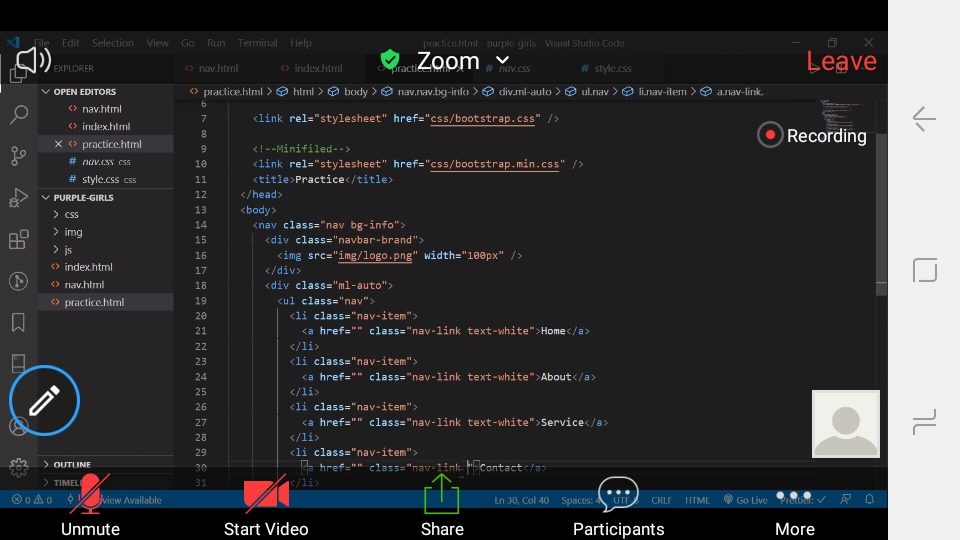 File Edit Selection View Go Run Terminal Help practice.html - purple-girls - Visual Studio Code
Zoom
Leave
EXPLORER
nav.html index.html practice.html nav.css style.css
OPEN EDITORS
nav.html
index.html
practice.html
nav.css css
style.css css
PURPLE-GIRLS
css
img
js
index.html
nav.html
practice.html
OUTLINE
practice.html > html > body > nav.nav.bg-info > div.ml-auto > ul.nav > li.nav-item > a.nav-link.
Recording
6
7 <link rel="stylesheet" href="css/bootstrap.css" />
8
9 <!--Minifiled-->
10 <link rel="stylesheet" href="css/bootstrap.min.css" />
11 <title>Practice</title>
12 </head>
13 <body>
14 <nav class="nav bg-info">
15 <div class="navbar-brand">
16 <img src="img/logo.png" width="100px" />
17 </div>
18 <div class="ml-auto">
19 <ul class="nav">
20 <li class="nav-item">
21 <a href="" class="nav-link text-white">Home</a>
22 </li>
23 <li class="nav-item">
24 <a href="" class="nav-link text-white">About</a>
25 </li>
26 <li class="nav-item">
27 <a href="" class="nav-link text-white">Service</a>
28 </li>
29 <li class="nav-item">
30 <a href="" class="nav-link ">Contact</a>
31 </li>
0 0 Available Ln 30, Col 40 Spaces: CRLF HTML Go Live
Unmute Start Video Share Participants More